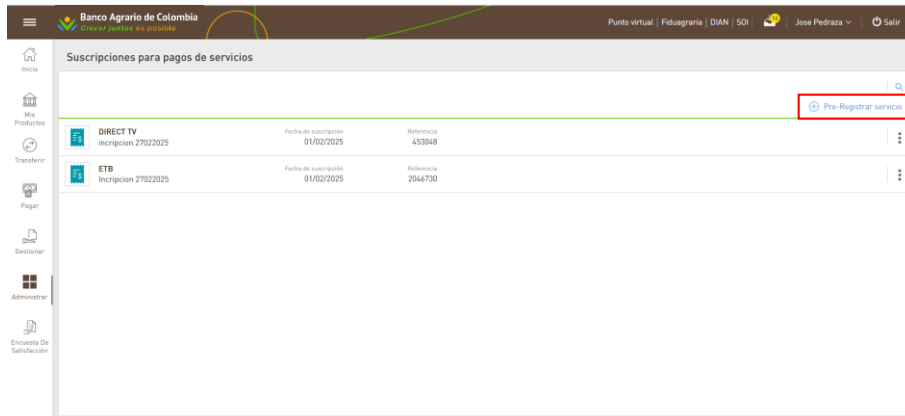 Banco Agrario de Colombia
Crecer juntos es posible
Punto virtual | Fiduagraria | DIAN | SOI |
Jose Pedraza
Salir
Inicio
Mis
Productos
Transferir
Pagar
Gestionar
Administrar
Encuesta De
Satisfacción
Suscripciones para pagos de servicios
Pre-Registrar servicio
DIRECT TV
incripcion 27022025
Fecha de suscripción
01/02/2025
Referencia
453048
ETB
Incripcion 27022025
Fecha de suscripción
01/02/2025
Referencia
2046730